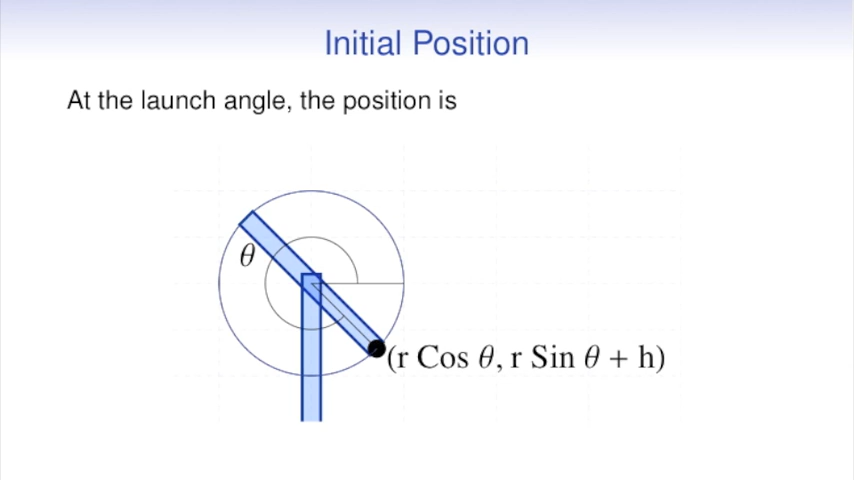 Initial Position
At the launch angle, the position is
θ
(r Cos θ, r Sin θ + h)